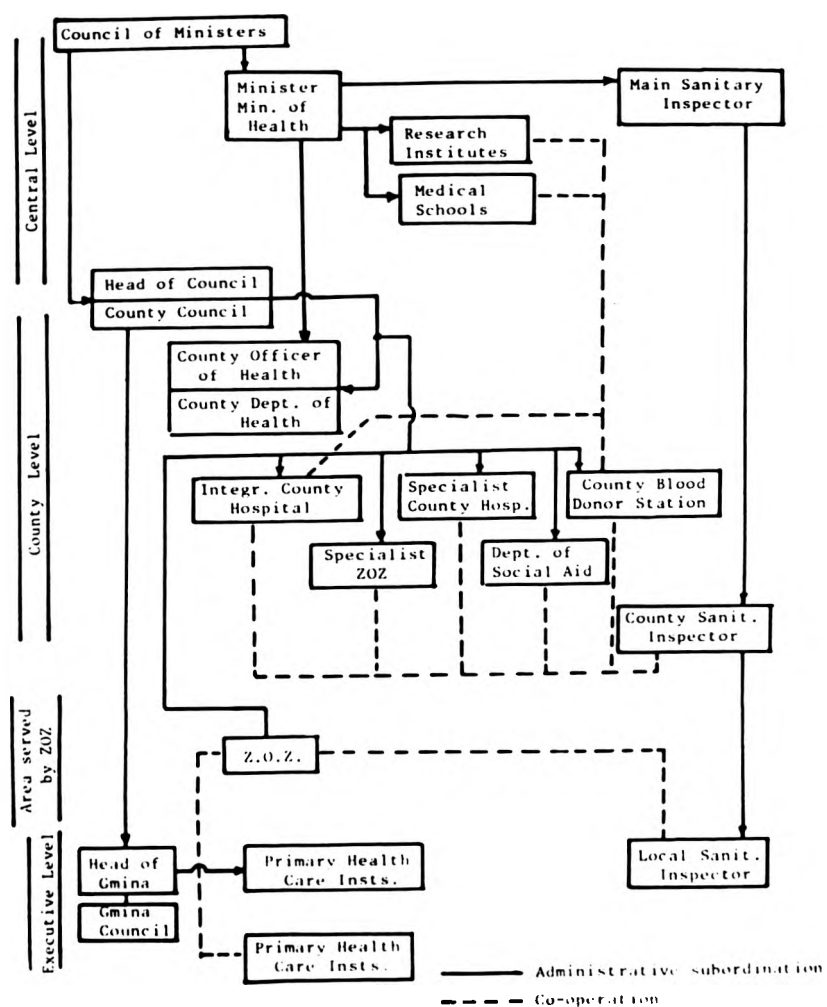 Council of Ministers
Minister
Min. of
Health
Main Sanitary
Inspector
Research
Institutes
Medical
Schools
Central Level
Head of Council
County Council
County Officer
of Health
County Dept. of
Health
County Level
Integr. County
Hospital
Specialist
County Hosp.
County Blood
Donor Station
Specialist
ZOZ
Dept. of
Social Aid
County Sanit.
Inspector
Area served
by ZOZ
Z.O.Z.
Executive Level
Head of
Gmina
Primary Health
Care Insts.
Local Sanit.
Inspector
Gmina
Council
Primary Health
Care Insts.
Administrative subordination
Co-operation